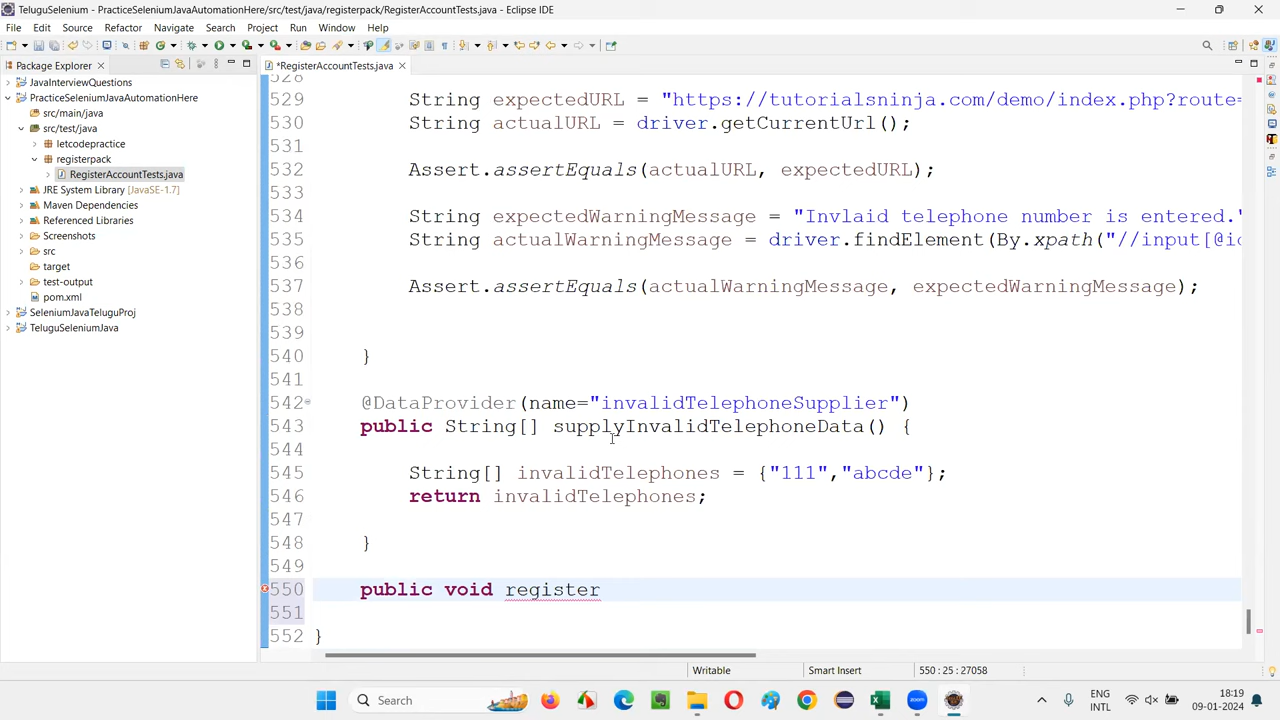 TeluguSelenium - PracticeSeleniumJavaAutomationHere/src/test/java/registerpack/RegisterAccountTests.java - Eclipse IDE
File Edit Source Refactor Navigate Search Project Run Window Help
Package Explorer
*RegisterAccountTests.java
JavaInterviewQuestions
PracticeSeleniumJavaAutomationHere
src/main/java
src/test/java
letcodepractice
registerpack
RegisterAccountTests.java
JRE System Library [JavaSE-1.7]
Maven Dependencies
Referenced Libraries
Screenshots
src
target
test-output
pom.xml
SeleniumJavaTeluguProj
TeluguSeleniumJava
528
529 String expectedURL = "https://tutorialsninja.com/demo/index.php?route=
530 String actualURL = driver.getCurrentUrl();
531
532 Assert.assertEquals(actualURL, expectedURL);
533
534 String expectedWarningMessage = "Invlaid telephone number is entered."
535 String actualWarningMessage = driver.findElement(By.xpath("//input[@id
536
537 Assert.assertEquals(actualWarningMessage, expectedWarningMessage);
538
539
540 }
541
542 @DataProvider(name="invalidTelephoneSupplier")
543 public String[] supplyInvalidTelephoneData() {
544
545 String[] invalidTelephones = {"111","abcde"};
546 return invalidTelephones;
547
548 }
549
550 public void register
551
552 }
Writable Smart Insert 550 : 25 : 27058
Search
ENG
INTL
18:19
09-01-2024